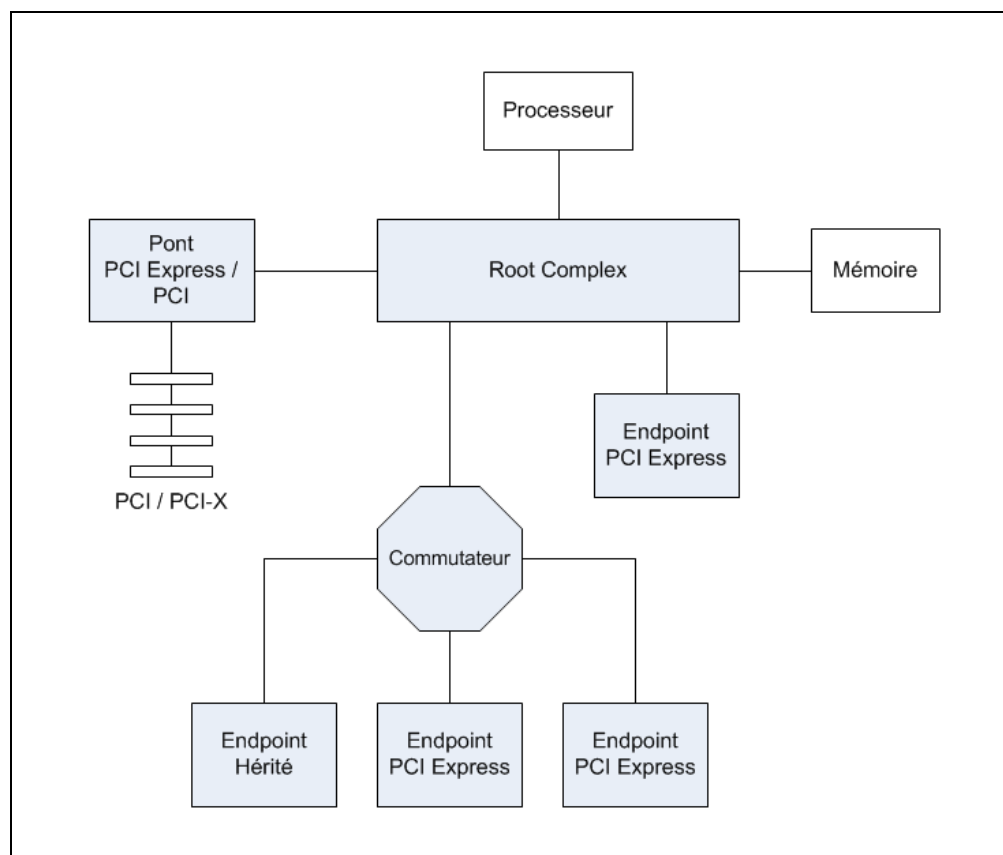 Processeur
Pont
PCI Express /
PCI
Root Complex
Mémoire
Endpoint
PCI Express
PCI / PCI-X
Commutateur
Endpoint
Hérité
Endpoint
PCI Express
Endpoint
PCI Express